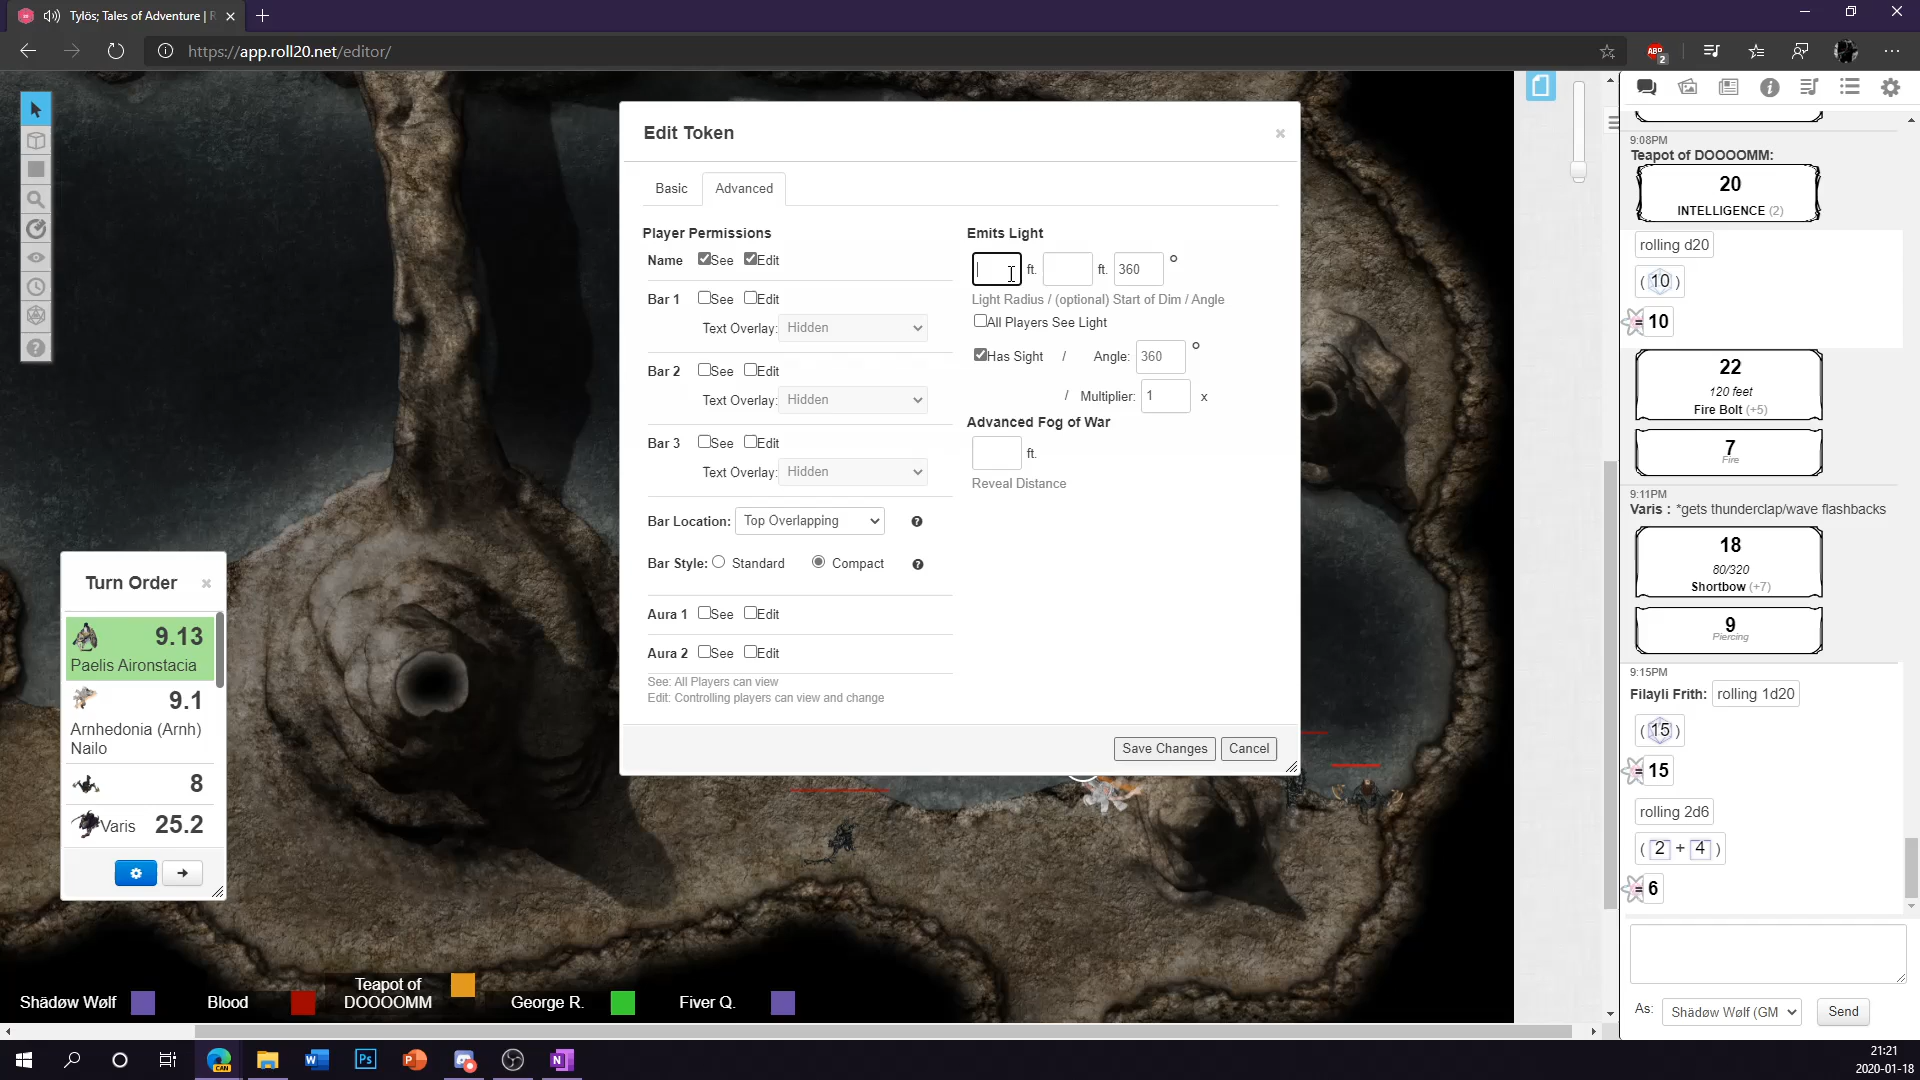 Tylös; Tales of Adventure | R
https://app.roll20.net/editor/
ABP
2
Edit Token
Basic
Advanced
Player Permissions
Name See Edit
Bar 1 See Edit
Text Overlay: Hidden
Bar 2 See Edit
Text Overlay: Hidden
Bar 3 See Edit
Text Overlay: Hidden
Bar Location: Top Overlapping
Bar Style: Standard Compact
Aura 1 See Edit
Aura 2 See Edit
See: All Players can view
Edit: Controlling players can view and change
Emits Light
ft. ft. 360 °
Light Radius / (optional) Start of Dim / Angle
All Players See Light
Has Sight / Angle: 360 °
/ Multiplier: 1 x
Advanced Fog of War
ft.
Reveal Distance
Save Changes
Cancel
Turn Order
9.13
Paelis Aironstacia
9.1
Arnhedonia (Arnh)
Nailo
8
Varis 25.2
Shädøw Wølf
Blood
Teapot of
DOOOOMM
George R.
Fiver Q.
9:08PM
Teapot of DOOOOMM:
20
INTELLIGENCE (2)
rolling d20
(10)
= 10
22
120 feet
Fire Bolt (+5)
7
Fire
9:11PM
Varis : *gets thunderclap/wave flashbacks
18
80/320
Shortbow (+7)
9
Piercing
9:15PM
Filayli Frith: rolling 1d20
(15)
= 15
rolling 2d6
( 2 + 4 )
= 6
As: Shädøw Wølf (GM
Send
CAN
21:21
2020-01-18